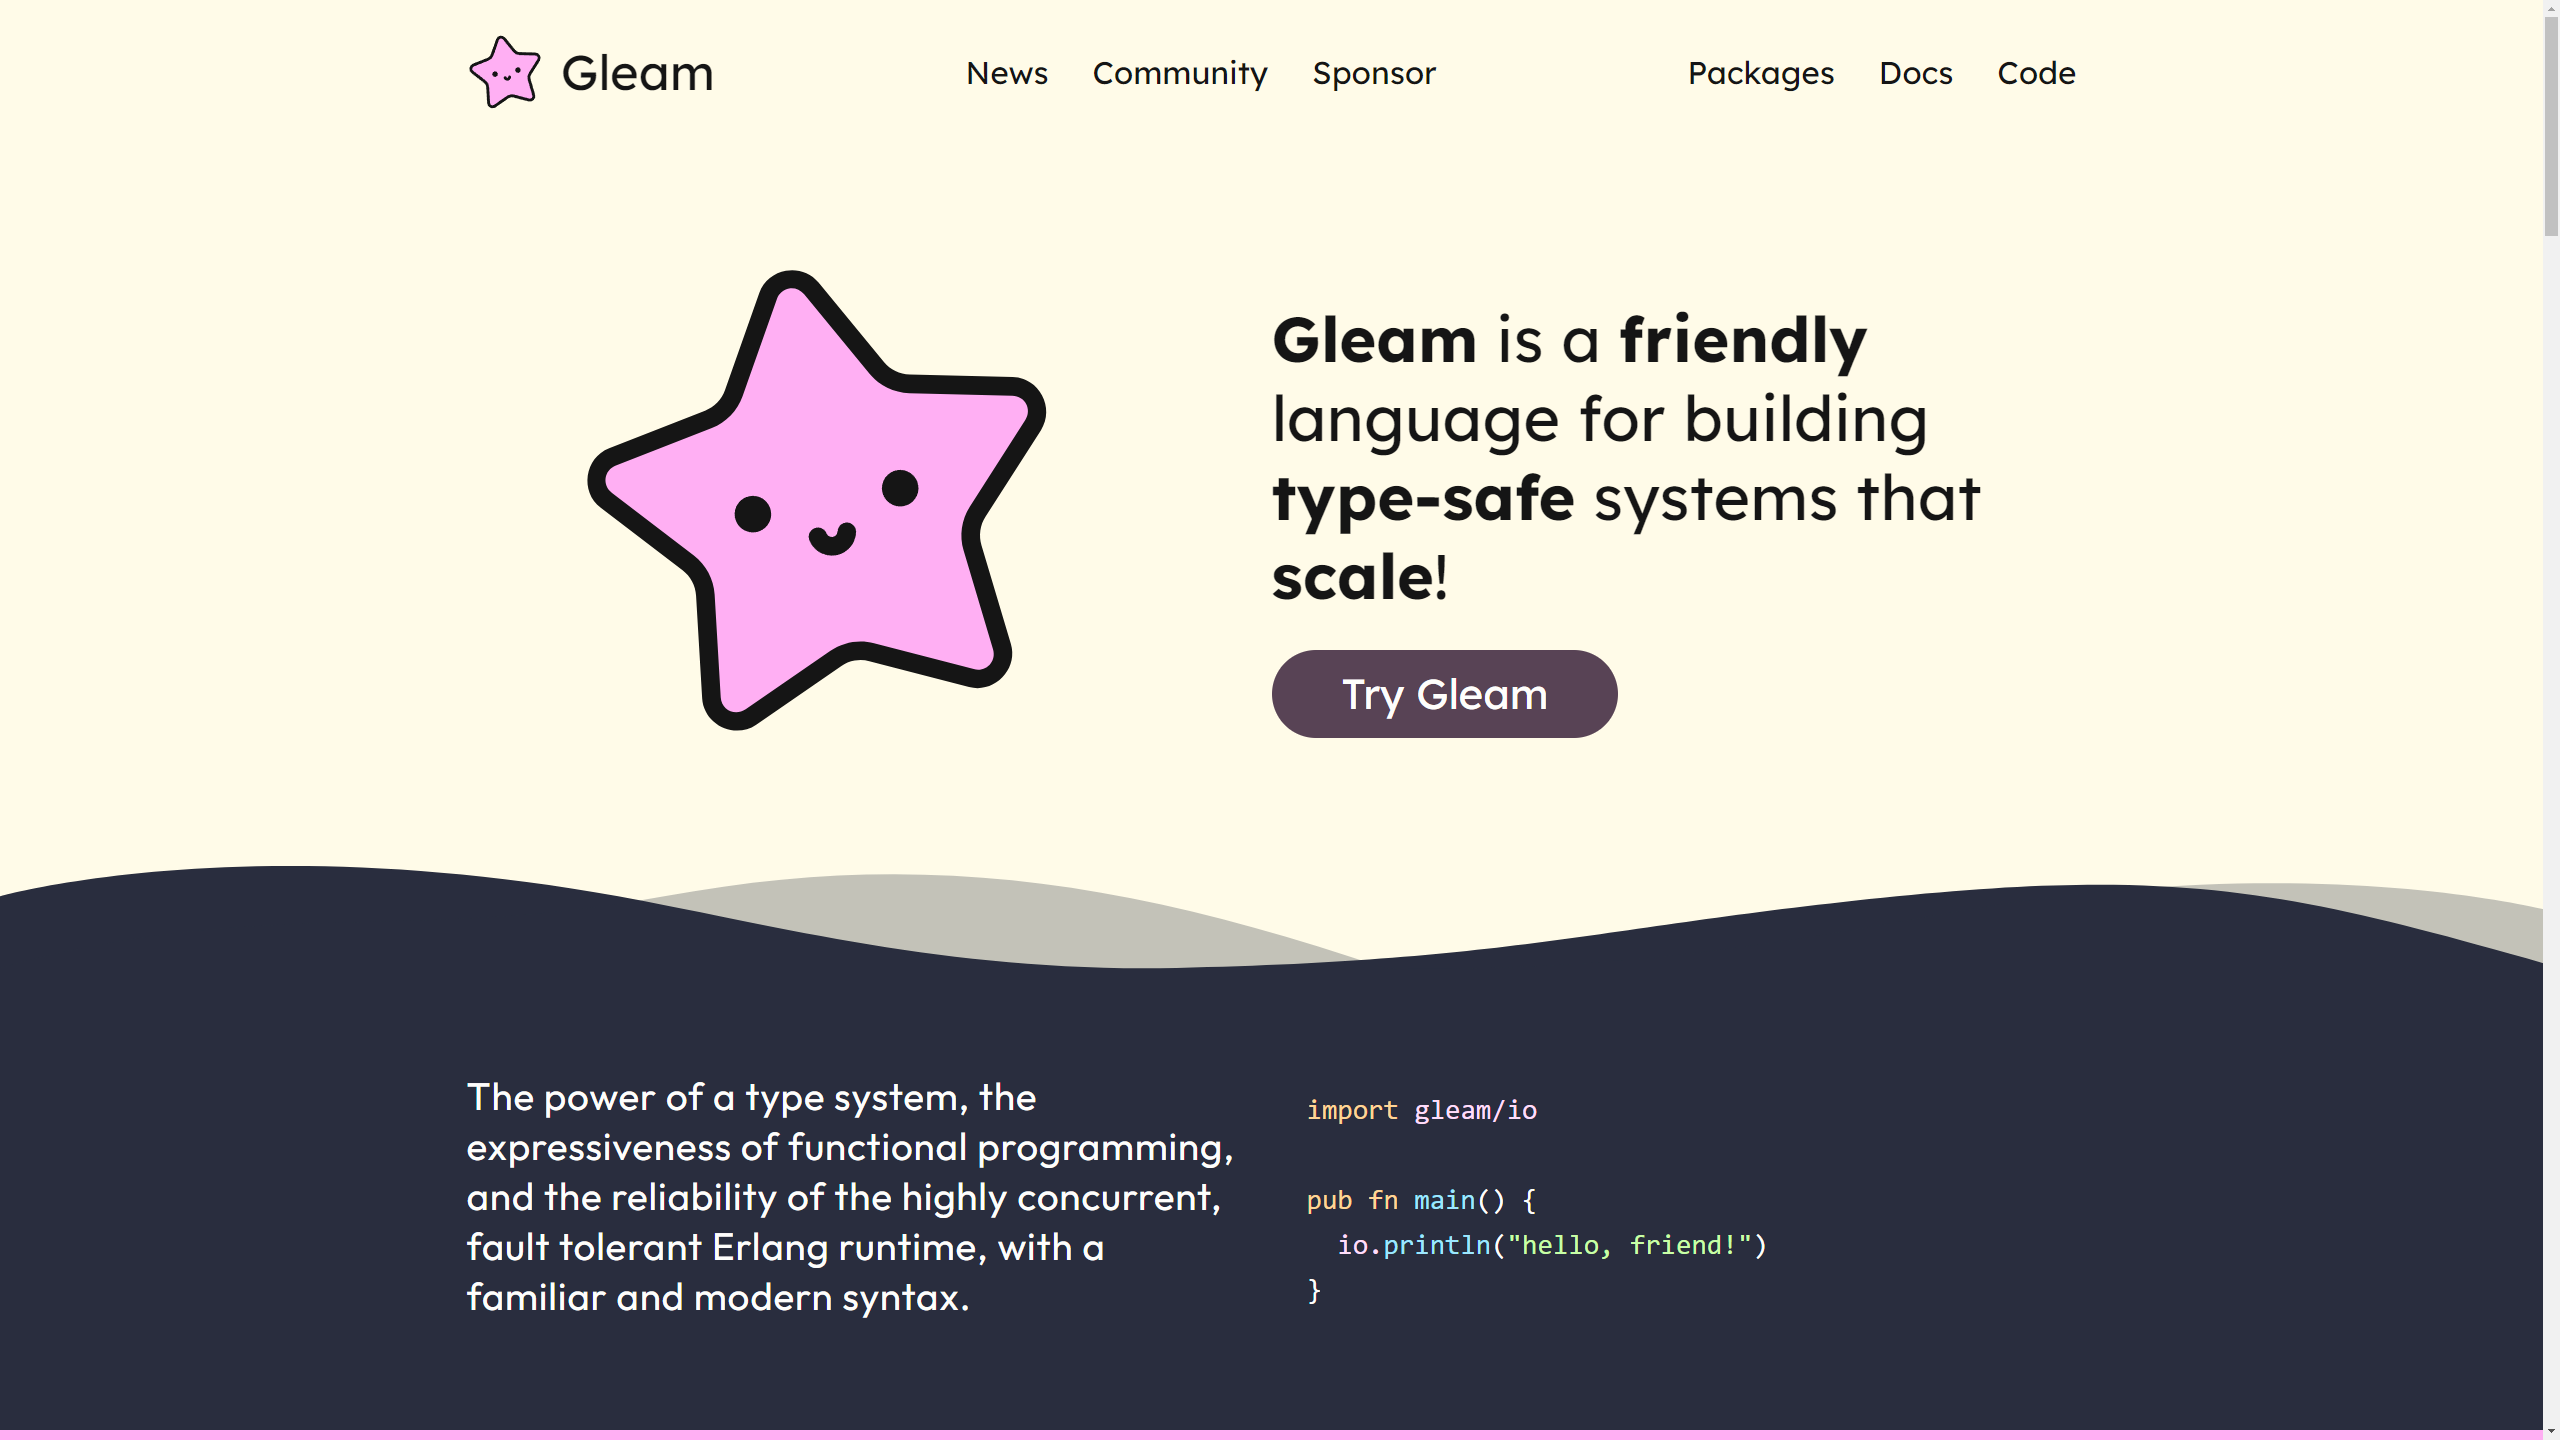 Gleam
News Community Sponsor
Packages Docs Code
Gleam is a friendly
language for building
type-safe systems that
scale!
Try Gleam
The power of a type system, the
expressiveness of functional programming,
and the reliability of the highly concurrent,
fault tolerant Erlang runtime, with a
familiar and modern syntax.
import gleam/io
pub fn main() {
  io.println("hello, friend!")
}